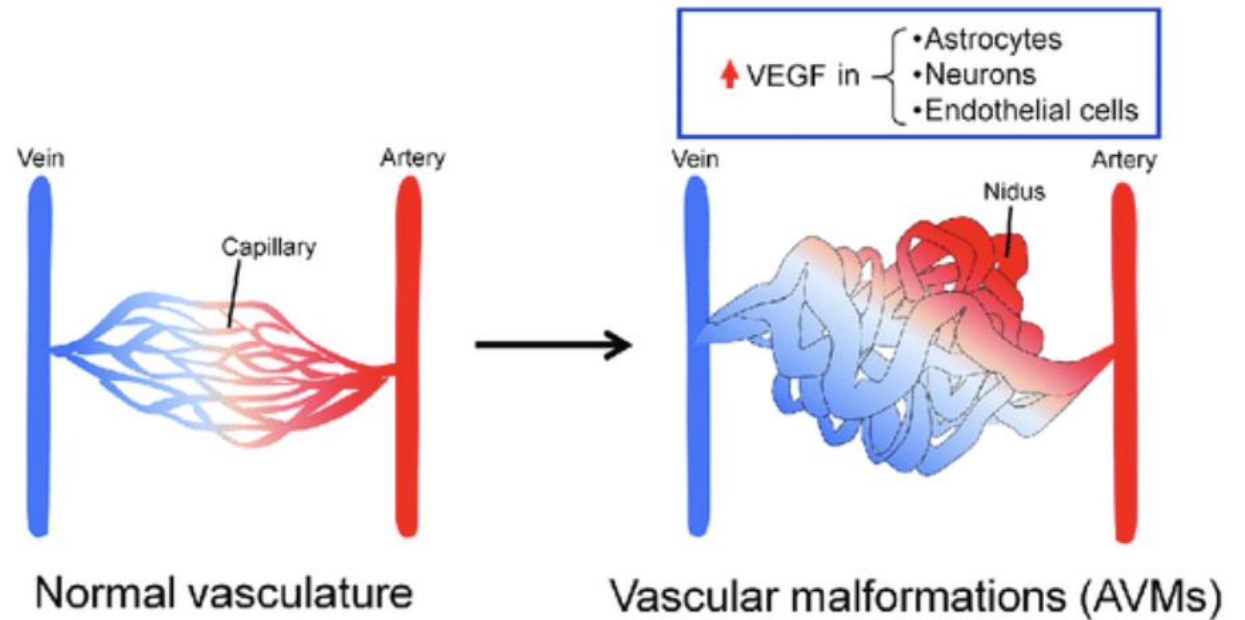 VEGF in
•Astrocytes
•Neurons
•Endothelial cells
Vein
Artery
Capillary
Vein
Artery
Nidus
Normal vasculature
Vascular malformations (AVMs)